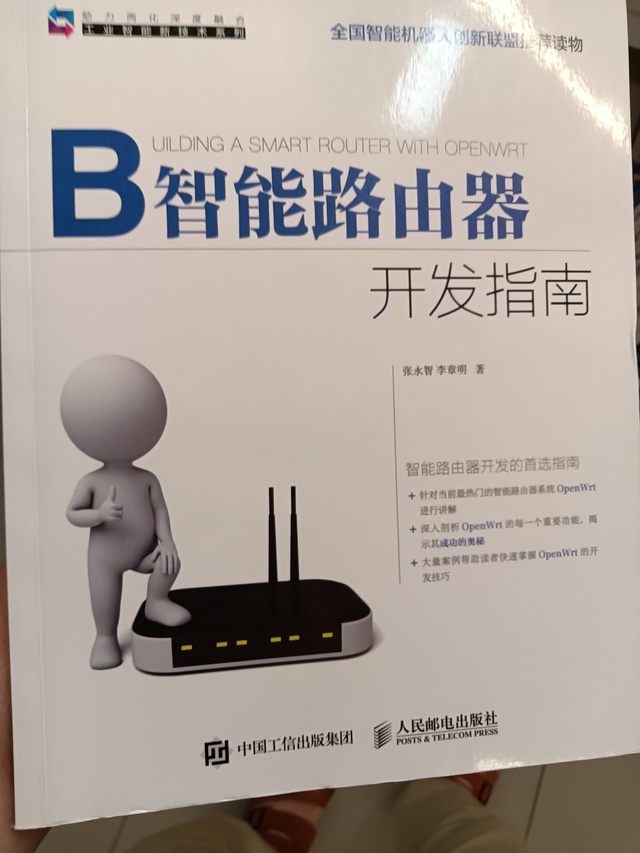 助力两化深度融合
工业智能新技术系列
全国智能机器人创新联盟推荐读物
BUILDING A SMART ROUTER WITH OPENWRT
智能路由器
开发指南
张永智 李章明 著
智能路由器开发的首选指南
+ 针对当前最热门的智能路由器系统 OpenWrt
进行讲解
+ 深入剖析 OpenWrt 的每一个重要功能，揭
示其成功的奥秘
+ 大量案例帮助读者快速掌握 OpenWrt 的开
发技巧
中国工信出版集团
人民邮电出版社
POSTS & TELECOM PRESS